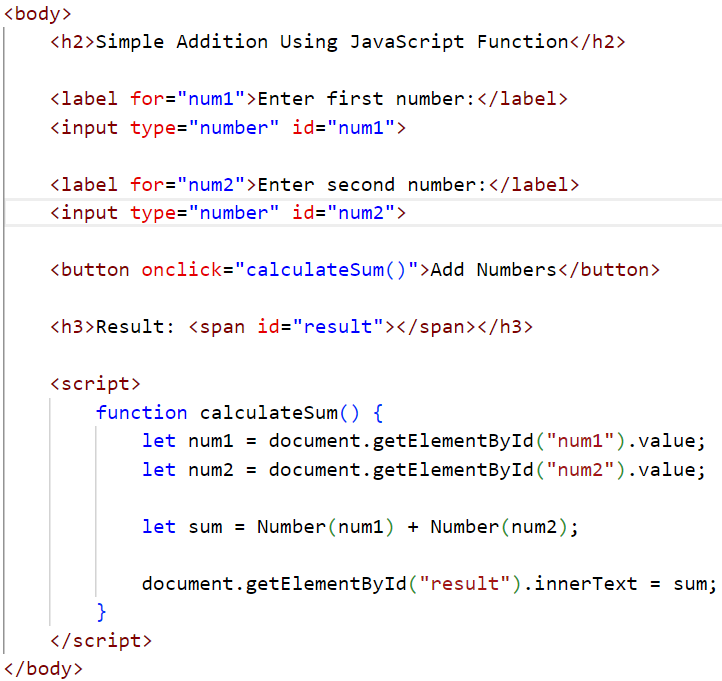 <body>
    <h2>Simple Addition Using JavaScript Function</h2>
    <label for="num1">Enter first number:</label>
    <input type="number" id="num1">
    <label for="num2">Enter second number:</label>
    <input type="number" id="num2">
    <button onclick="calculateSum()">Add Numbers</button>
    <h3>Result: <span id="result"></span></h3>
    <script>
        function calculateSum() {
            let num1 = document.getElementById("num1").value;
            let num2 = document.getElementById("num2").value;
            let sum = Number(num1) + Number(num2);
            document.getElementById("result").innerText = sum;
        }
    </script>
</body>